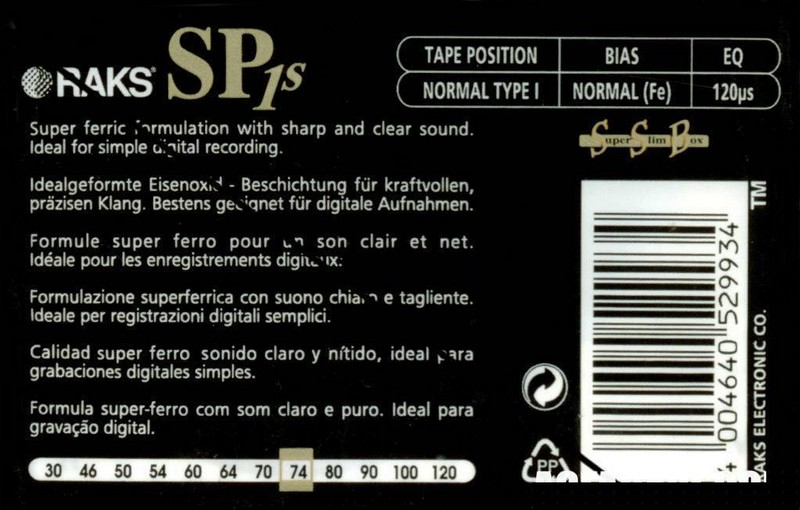 RAKS SP1s
TAPE POSITION BIAS EQ
NORMAL TYPE I NORMAL (Fe) 120µs
Super ferric formulation with sharp and clear sound.
Ideal for simple digital recording.
Super Slim Box
Idealgeformte Eisenoxid - Beschichtung für kraftvollen,
präzisen Klang. Bestens geeignet für digitale Aufnahmen.
Formule super ferro pour un son clair et net.
Idéale pour les enregistrements digitaux.
Formulazione superferrica con suono chiaro e tagliente.
Ideale per registrazioni digitali semplici.
Calidad super ferro sonido claro y nítido, ideal para
grabaciones digitales simples.
Formula super-ferro com som claro e puro. Ideal para
gravação digital.
30 46 50 54 60 64 70 74 80 90 100 120
PP
004640 529934
TM
RAKS ELECTRONIC CO.